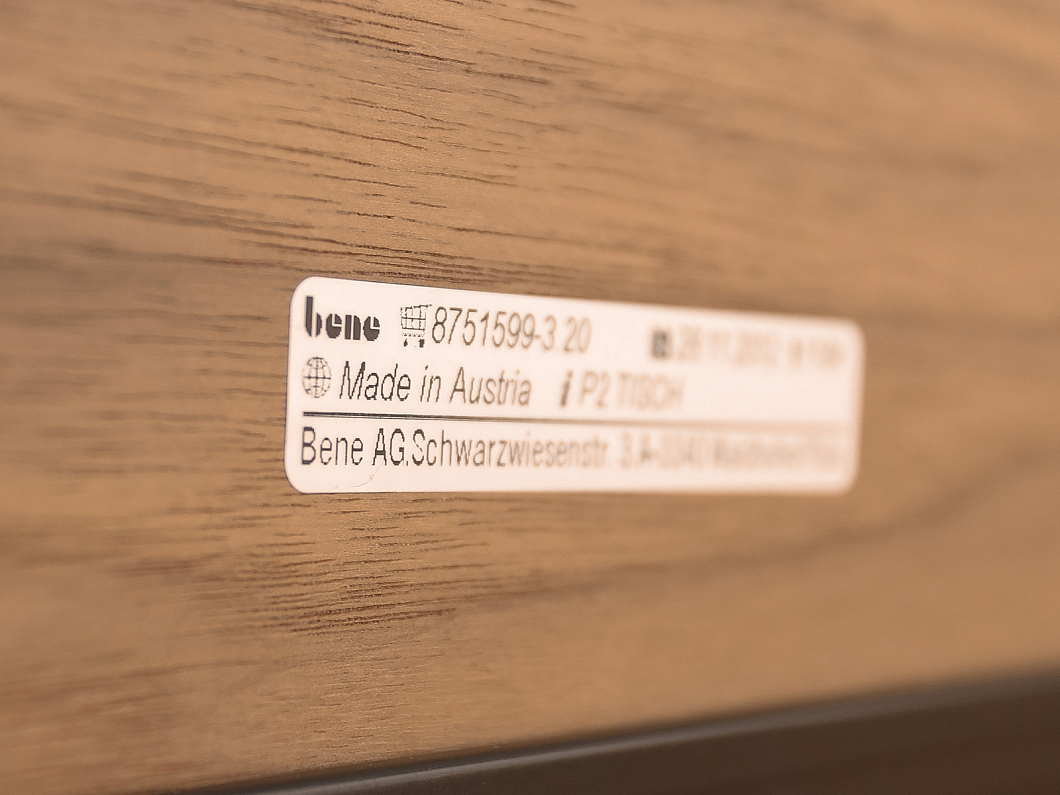 bene 8751599-3.20
Made in Austria i P2 TISCH
Bene AG.Schwarzwiesenstr. 3.A-3340